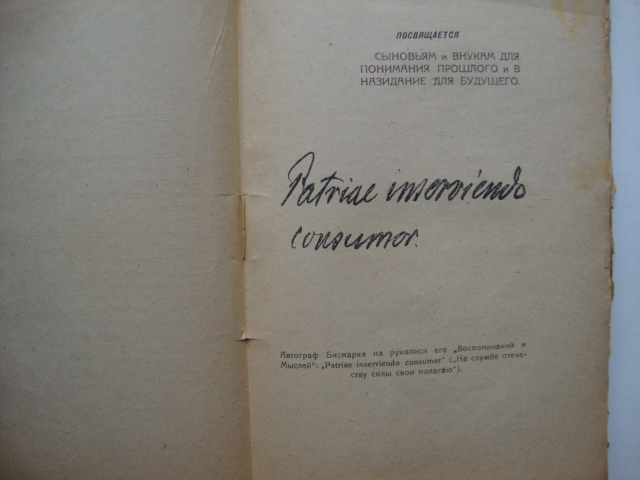 ПОСВЯЩАЕТСЯ
СЫНОВЬЯМ и ВНУКАМ ДЛЯ
ПОНИМАНИЯ ПРОШЛОГО и В
НАЗИДАНИЕ ДЛЯ БУДУЩЕГО.
Patriae inserviendo
consumor.
Автограф Бисмарка на рукописи его „Воспоминаний и
Мыслей“: „Patriae inserviendo consumor“ („На службе отече-
ству силы свои полагаю“).